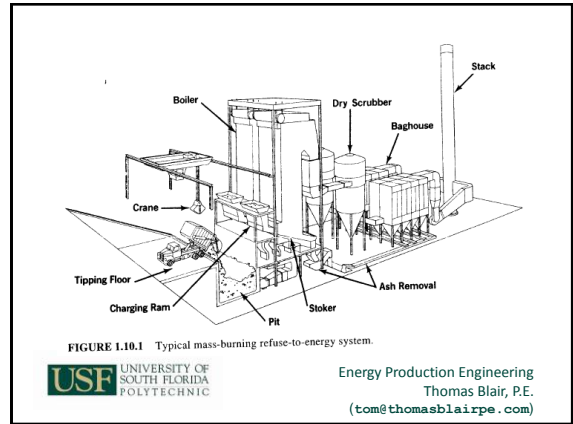 Stack
Boiler
Dry Scrubber
Baghouse
Crane
Tipping Floor
Charging Ram
Pit
Stoker
Ash Removal
FIGURE 1.10.1 Typical mass-burning refuse-to-energy system.
USF UNIVERSITY OF
SOUTH FLORIDA
POLYTECHNIC
Energy Production Engineering
Thomas Blair, P.E.
(tom@thomasblairpe.com)